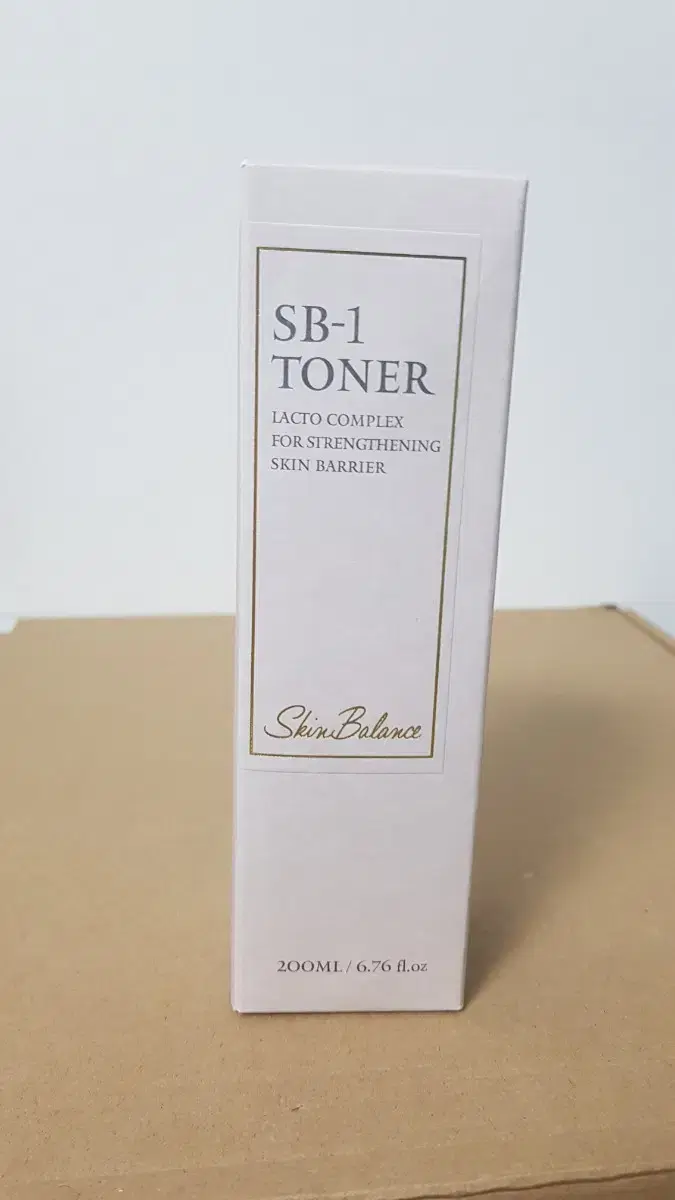 SB-1
TONER
LACTO COMPLEX
FOR STRENGTHENING
SKIN BARRIER
SkinBalance
200ML / 6.76 fl.oz